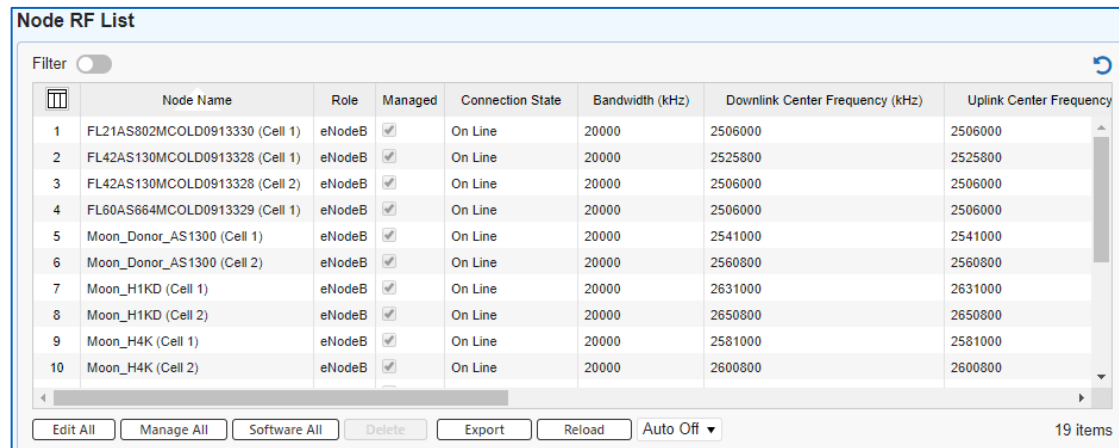 Node RF List
Filter
Node Name Role Managed Connection State Bandwidth (kHz) Downlink Center Frequency (kHz) Uplink Center Frequency
1 FL21AS802MCOLD0913330 (Cell 1) eNodeB On Line 20000 2506000 2506000
2 FL42AS130MCOLD0913328 (Cell 1) eNodeB On Line 20000 2525800 2525800
3 FL42AS130MCOLD0913328 (Cell 2) eNodeB On Line 20000 2506000 2506000
4 FL60AS664MCOLD0913329 (Cell 1) eNodeB On Line 20000 2506000 2506000
5 Moon_Donor_AS1300 (Cell 1) eNodeB On Line 20000 2541000 2541000
6 Moon_Donor_AS1300 (Cell 2) eNodeB On Line 20000 2560800 2560800
7 Moon_H1KD (Cell 1) eNodeB On Line 20000 2631000 2631000
8 Moon_H1KD (Cell 2) eNodeB On Line 20000 2650800 2650800
9 Moon_H4K (Cell 1) eNodeB On Line 20000 2581000 2581000
10 Moon_H4K (Cell 2) eNodeB On Line 20000 2600800 2600800
Edit All Manage All Software All Delete Export Reload Auto Off 19 items